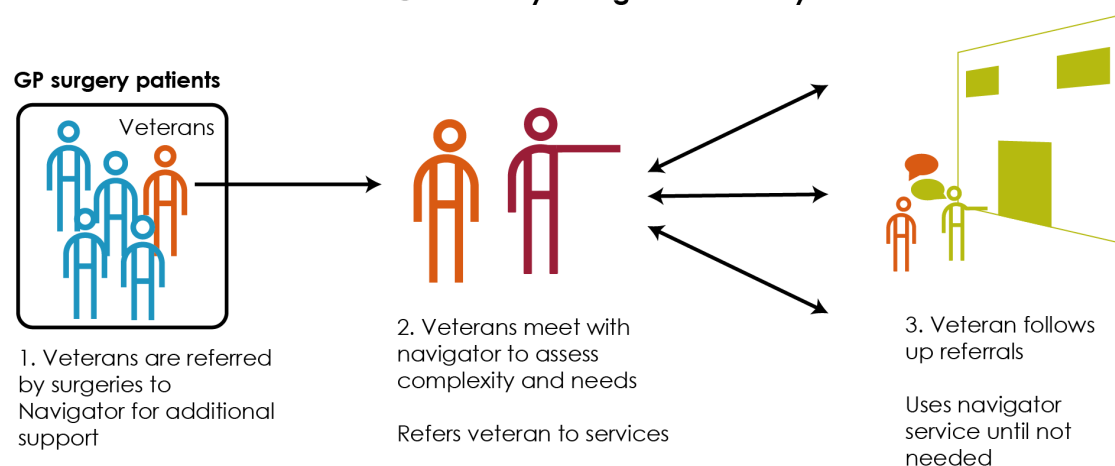 GP surgery patients
Veterans
1. Veterans are referred
by surgeries to
Navigator for additional
support
2. Veterans meet with
navigator to assess
complexity and needs
Refers veteran to services
3. Veteran follows
up referrals
Uses navigator
service until not
needed